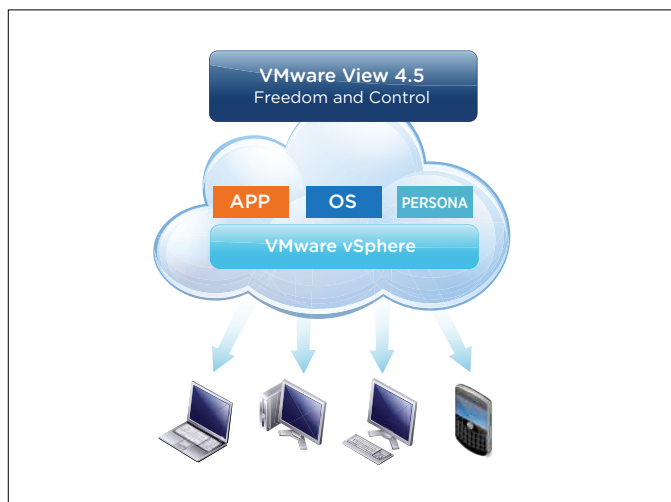 VMware View 4.5
Freedom and Control
APP
OS
PERSONA
VMware vSphere